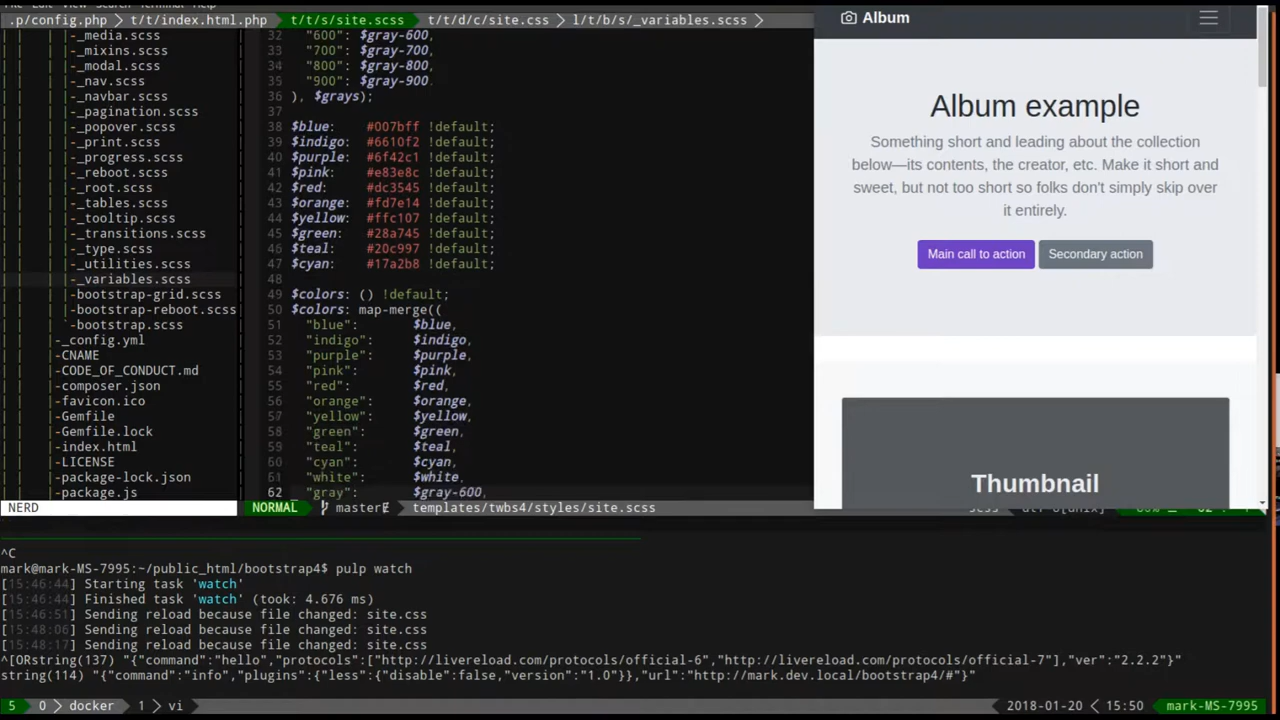 .p/config.php > t/t/index.html.php t/t/s/site.scss t/t/d/c/site.css > l/t/b/s/_variables.scss >
|-_media.scss
|-_mixins.scss
|-_modal.scss
|-_nav.scss
|-_navbar.scss
|-_pagination.scss
|-_popover.scss
|-_print.scss
|-_progress.scss
|-_reboot.scss
|-_root.scss
|-_tables.scss
|-_tooltip.scss
|-_transitions.scss
|-_type.scss
|-_utilities.scss
|-_variables.scss
|-bootstrap-grid.scss
|-bootstrap-reboot.scss
`-bootstrap.scss
|-_config.yml
|-CNAME
|-CODE_OF_CONDUCT.md
|-composer.json
|-favicon.ico
|-Gemfile
|-Gemfile.lock
|-index.html
|-LICENSE
|-package-lock.json
|-package.js
NERD
32 "600": $gray-600,
33 "700": $gray-700,
34 "800": $gray-800,
35 "900": $gray-900
36 ), $grays);
37
38 $blue: #007bff !default;
39 $indigo: #6610f2 !default;
40 $purple: #6f42c1 !default;
41 $pink: #e83e8c !default;
42 $red: #dc3545 !default;
43 $orange: #fd7e14 !default;
44 $yellow: #ffc107 !default;
45 $green: #28a745 !default;
46 $teal: #20c997 !default;
47 $cyan: #17a2b8 !default;
48
49 $colors: () !default;
50 $colors: map-merge((
51 "blue": $blue,
52 "indigo": $indigo,
53 "purple": $purple,
54 "pink": $pink,
55 "red": $red,
56 "orange": $orange,
57 "yellow": $yellow,
58 "green": $green,
59 "teal": $teal,
60 "cyan": $cyan,
61 "white": $white,
62 "gray": $gray-600,
NORMAL master templates/twbs4/styles/site.scss
Album
Album example
Something short and leading about the collection
below—its contents, the creator, etc. Make it short and
sweet, but not too short so folks don't simply skip over
it entirely.
Main call to action Secondary action
Thumbnail
^C
mark@mark-MS-7995:~/public_html/bootstrap4$ pulp watch
[15:46:44] Starting task 'watch'
[15:46:44] Finished task 'watch' (took: 4.676 ms)
[15:46:51] Sending reload because file changed: site.css
[15:48:06] Sending reload because file changed: site.css
[15:48:17] Sending reload because file changed: site.css
^[ORstring(137) "{"command":"hello","protocols":["http://livereload.com/protocols/official-6","http://livereload.com/protocols/official-7"],"ver":"2.2.2"}"
string(114) "{"command":"info","plugins":{"less":{"disable":false,"version":"1.0"}},"url":"http://mark.dev.local/bootstrap4/#"}"
5 0 > docker 1 > vi 2018-01-20 < 15:50 mark-MS-7995